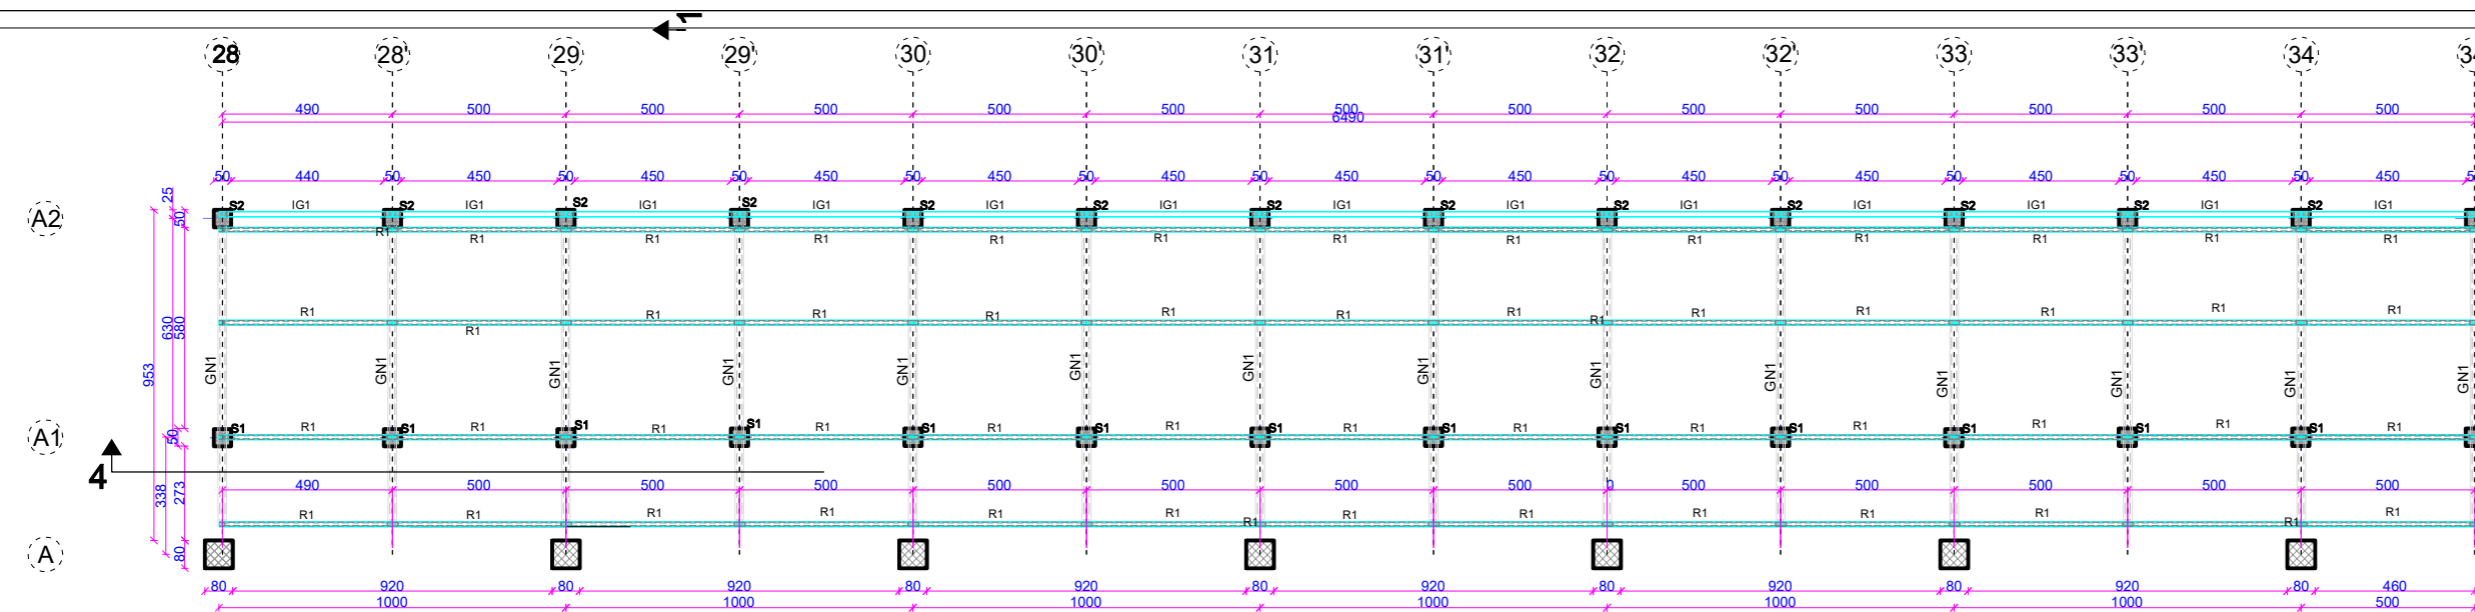 1
28 28' 29 29' 30 30' 31 31' 32 32' 33 33' 34 34
490 500 500 500 500 500 500 500 500 500 500 500 500
6490
50 440 50 450 50 450 50 450 50 450 50 450 50 450 50 450 50 450 50 450 50 450 50 450 50 450 5
25
IG1 IG1 IG1 IG1 IG1 IG1 IG1 IG1 IG1 IG1 IG1 IG1 IG1
A2 50 S2 S2 S2 S2 S2 S2 S2 S2 S2 S2 S2 S2 S2
R1 R1 R1 R1 R1 R1 R1 R1 R1 R1 R1 R1 R1
R1 R1 R1 R1 R1 R1 R1 R1 R1 R1 R1 R1 R1
953 630 580
GN1 GN1 GN1 GN1 GN1 GN1 GN1 GN1 GN1 GN1 GN1 GN1 GN1 GN1
A1 50 S1 S1 S1 S1 S1 S1 S1 S1 S1 S1 S1 S1 S1
R1 R1 R1 R1 R1 R1 R1 R1 R1 R1 R1 R1 R1
4
338 273
490 500 500 500 500 500 500 500 0 500 500 500 500 500
R1 R1 R1 R1 R1 R1 R1 R1 R1 R1 R1 R1 R1 R1 R1
A 80
80 920 80 920 80 920 80 920 80 920 80 920 80 460
1000 1000 1000 1000 1000 1000 500